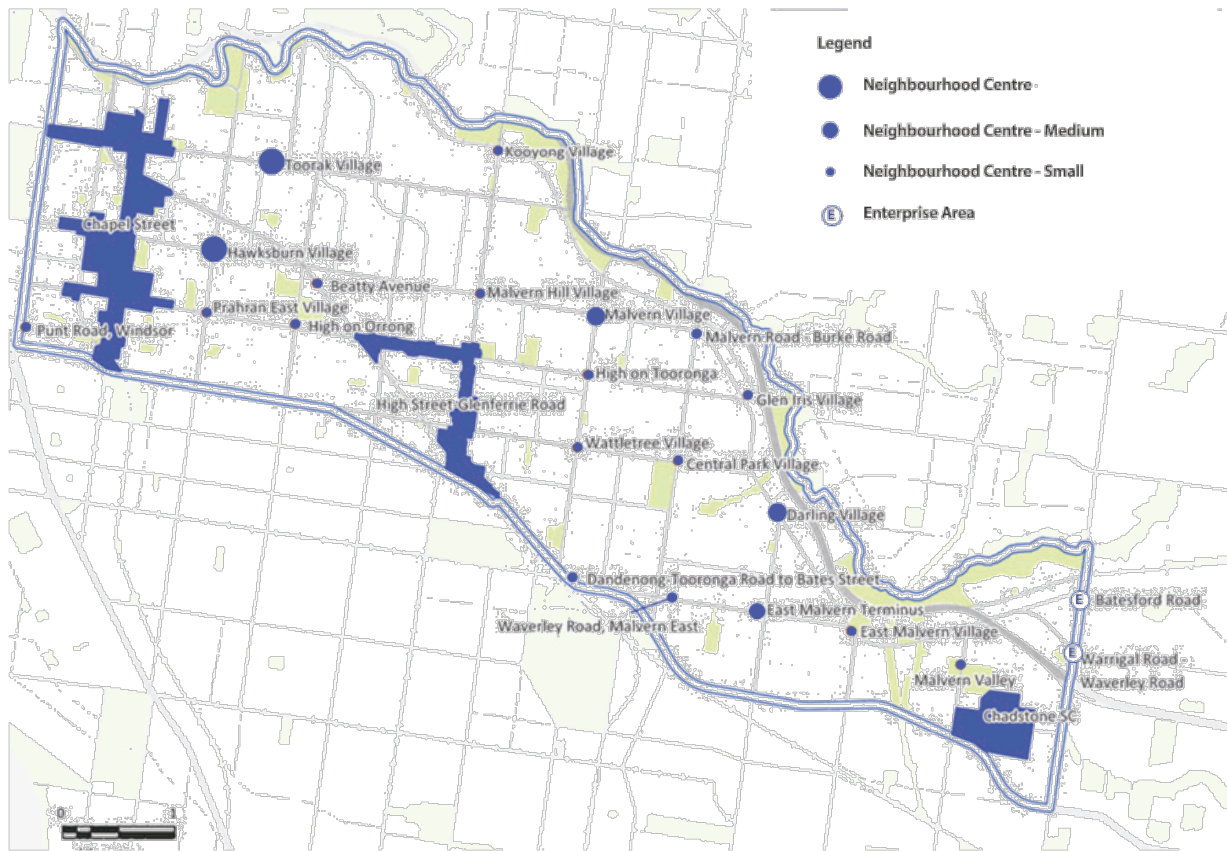 Legend
Neighbourhood Centre -
Neighbourhood Centre - Medium
Neighbourhood Centre - Small
E Enterprise Area
Kooyong Village
Toorak Village
Chapel Street
Hawksburn Village
Beatty Avenue
Malvern Hill Village
Prahran East Village
Malvern Village
Punt Road, Windsor
High on Orrong
Malvern Road - Burke Road
High on Tooronga
Glen Iris Village
High Street-Glenferrie Road
Wattletree Village
Central Park Village
Darling Village
Dandenong-Tooronga Road to Bates Street
E Batesford Road
East Malvern Terminus
Waverley Road, Malvern East
East Malvern Village
E Warrigal Road -
Waverley Road
Malvern Valley
Chadstone SC
0 1